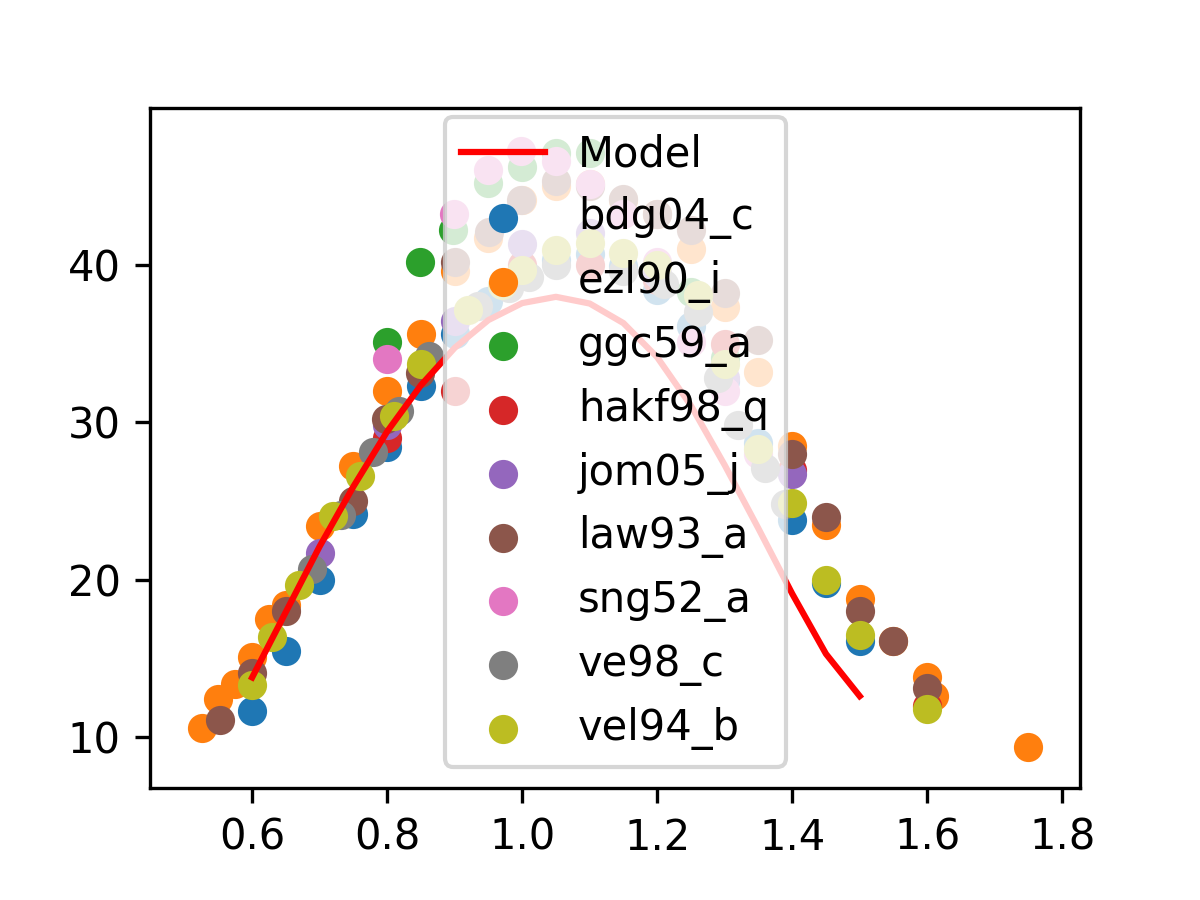 Model
bdg04_c
ezl90_i
ggc59_a
hakf98_q
jom05_j
law93_a
sng52_a
ve98_c
vel94_b
40
30
20
10
0.6 0.8 1.0 1.2 1.4 1.6 1.8